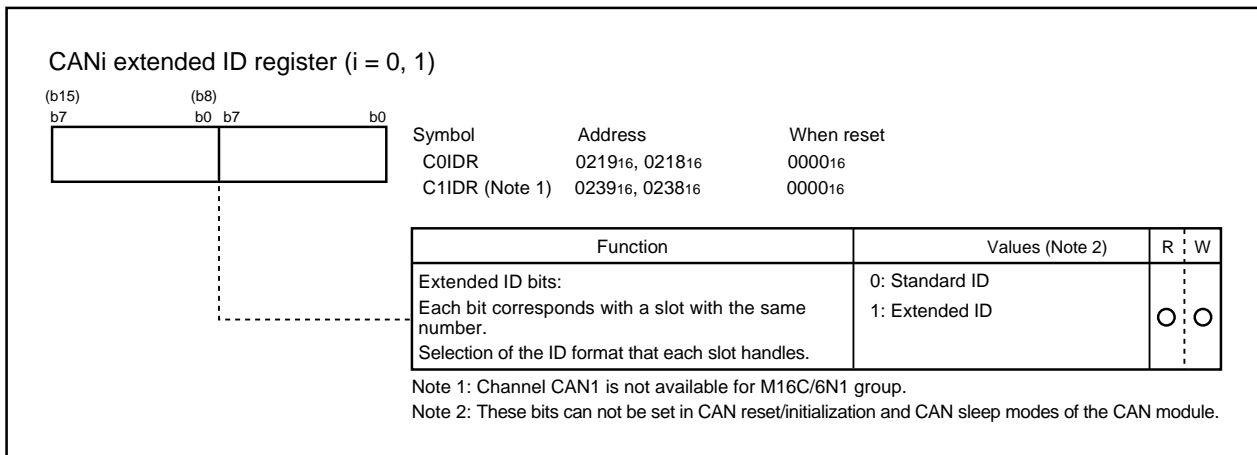 CANi extended ID register (i = 0, 1)
(b15) (b8)
b7 b0 b7 b0
Symbol Address When reset
C0IDR 021916, 021816 000016
C1IDR (Note 1) 023916, 023816 000016
Function Values (Note 2) R W
Extended ID bits: 0: Standard ID
Each bit corresponds with a slot with the same 1: Extended ID
number.
Selection of the ID format that each slot handles.
Note 1: Channel CAN1 is not available for M16C/6N1 group.
Note 2: These bits can not be set in CAN reset/initialization and CAN sleep modes of the CAN module.